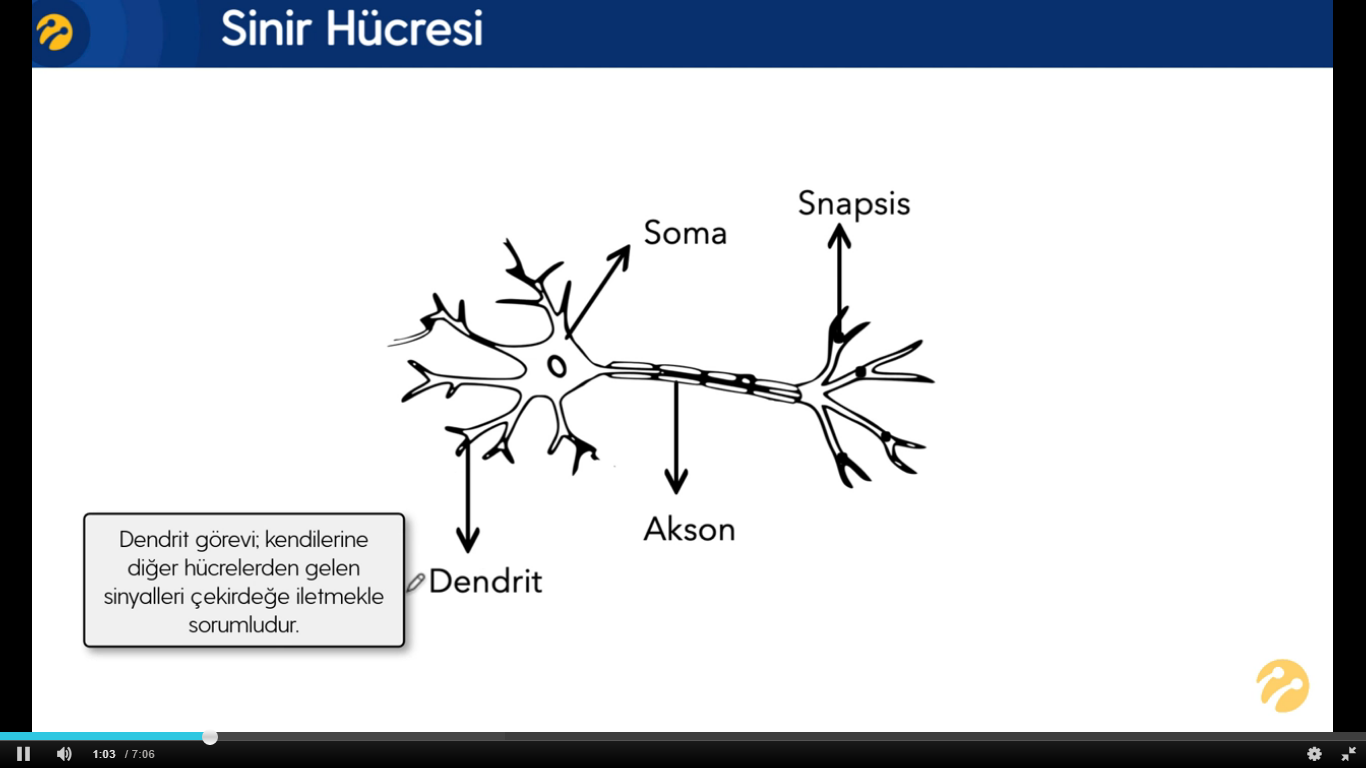 Sinir Hücresi
Snapsis
Soma
Akson
Dendrit
Dendrit görevi; kendilerine
diğer hücrelerden gelen
sinyalleri çekirdeğe iletmekle
sorumludur.
1:03 / 7:06